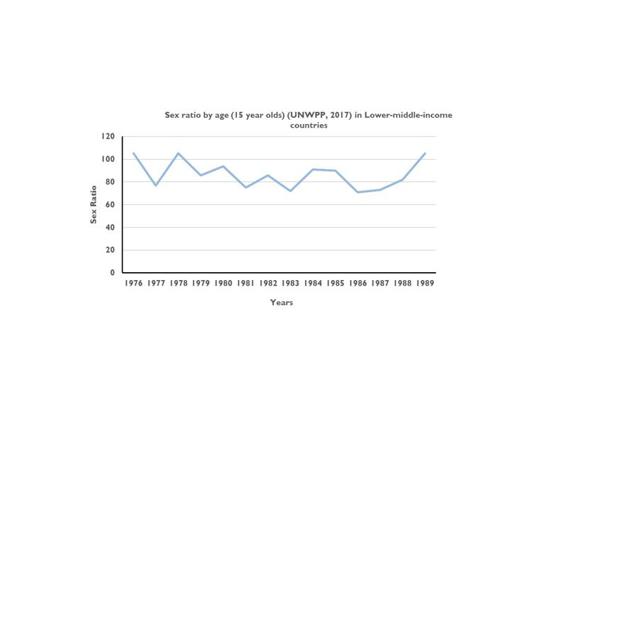 Sex ratio by age (15 year olds) (UNWPP, 2017) in Lower-middle-income
countries
120
100
80
60
40
20
0
Sex Ratio
1976 1977 1978 1979 1980 1981 1982 1983 1984 1985 1986 1987 1988 1989
Years